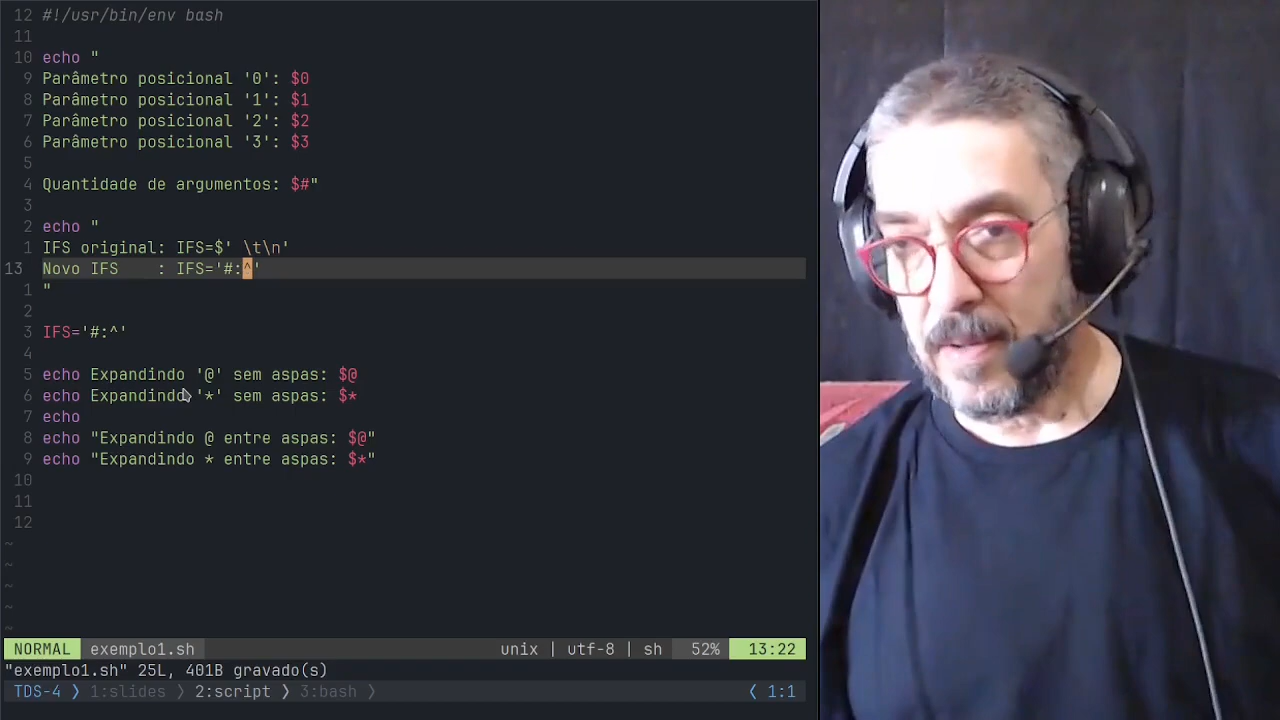 12 #!/usr/bin/env bash
11
10 echo "
9 Parâmetro posicional '0': $0
8 Parâmetro posicional '1': $1
7 Parâmetro posicional '2': $2
6 Parâmetro posicional '3': $3
5
4 Quantidade de argumentos: $#"
3
2 echo "
1 IFS original: IFS=$' \t\n'
13 Novo IFS    : IFS='#:^'
1 "
2
3 IFS='#:^'
4
5 echo Expandindo '@' sem aspas: $@
6 echo Expandindo '*' sem aspas: $*
7 echo
8 echo "Expandindo @ entre aspas: $@"
9 echo "Expandindo * entre aspas: $*"
10
11
12
~
~
~
~
~
NORMAL exemplo1.sh unix | utf-8 | sh 52% 13:22
"exemplo1.sh" 25L, 401B gravado(s)
TDS-4 ❯ 1:slides ❯ 2:script ❯ 3:bash ❯ ❮ 1:1